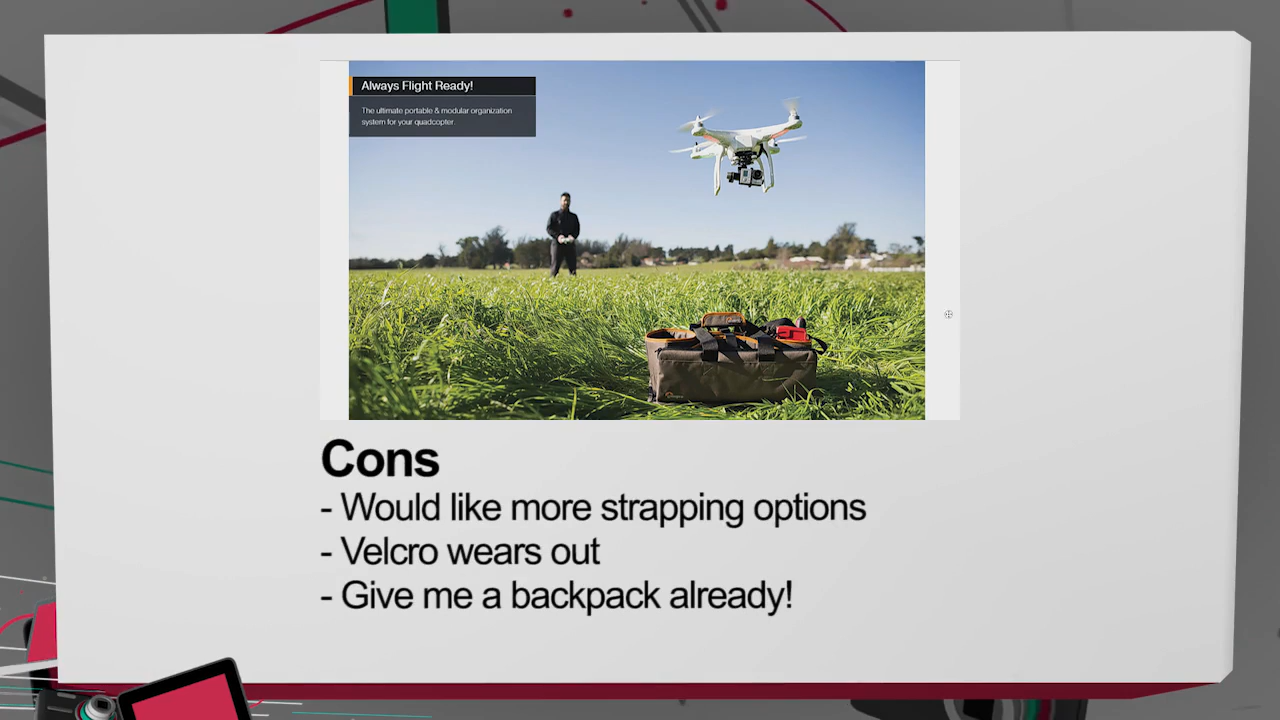 Always Flight Ready!
The ultimate portable & modular organization
system for your quadcopter.
Cons
- Would like more strapping options
- Velcro wears out
- Give me a backpack already!